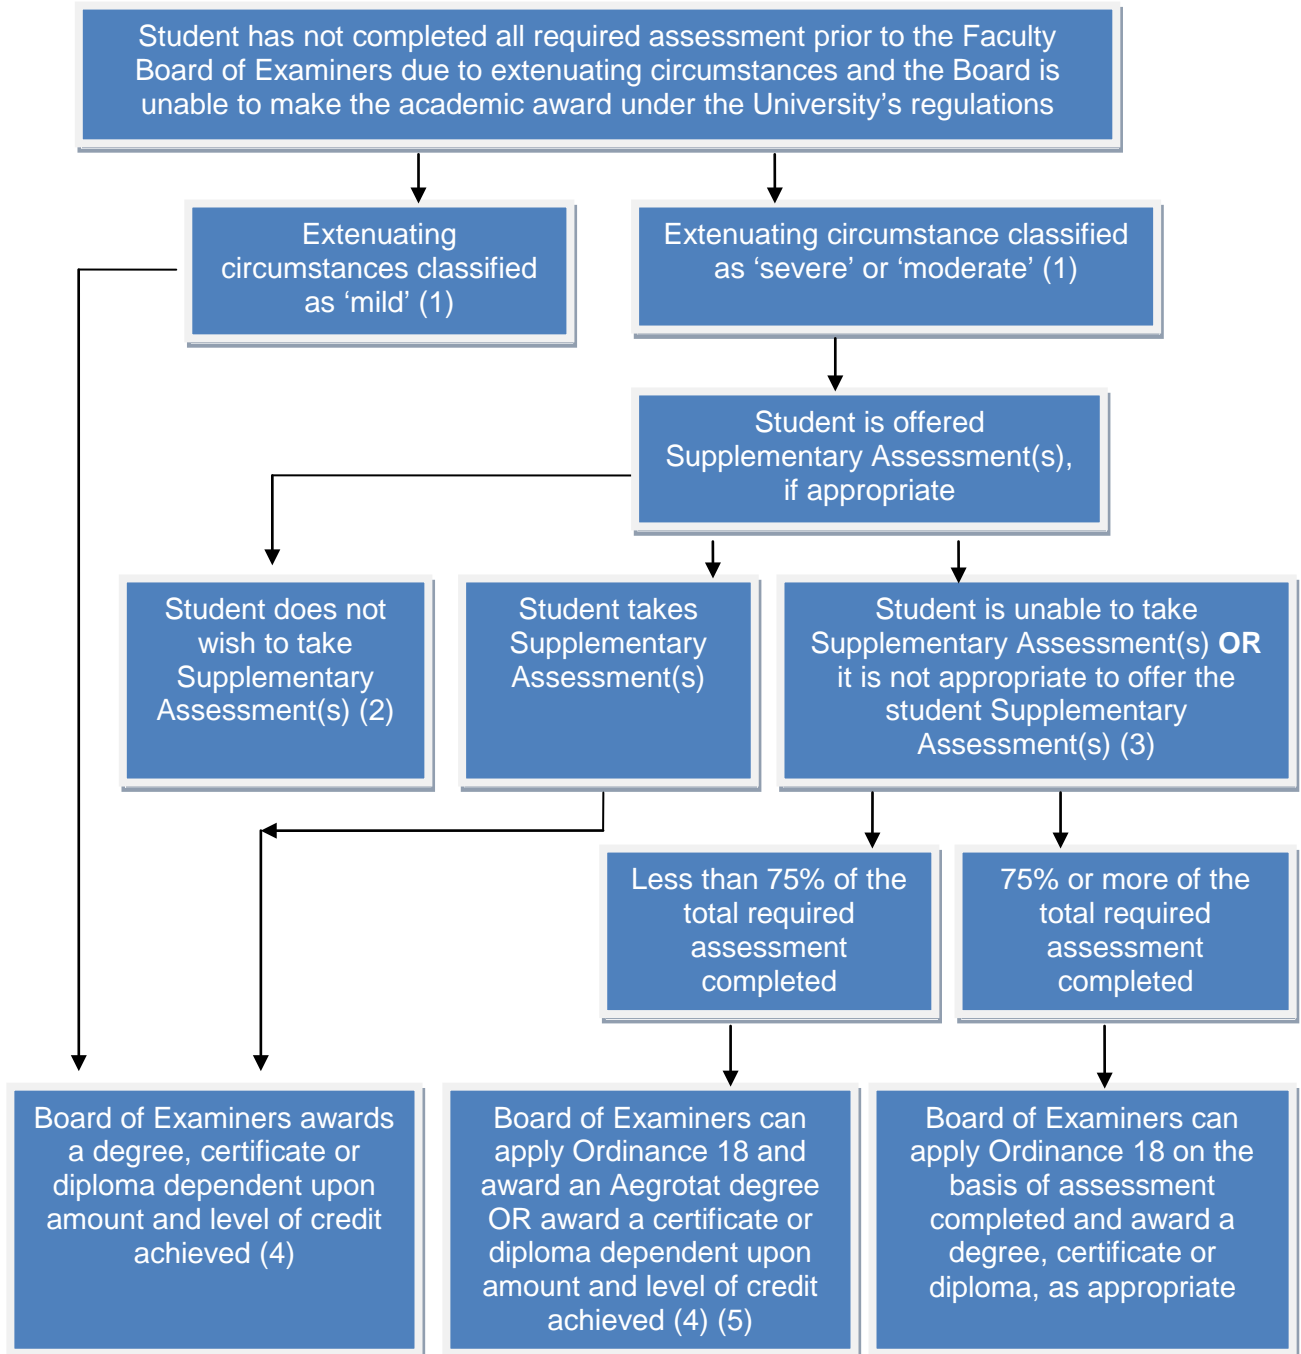 Student has not completed all required assessment prior to the Faculty
Board of Examiners due to extenuating circumstances and the Board is
unable to make the academic award under the University’s regulations
Extenuating
circumstances classified
as ‘mild’ (1)
Extenuating circumstance classified
as ‘severe’ or ‘moderate’ (1)
Student is offered
Supplementary Assessment(s),
if appropriate
Student does not
wish to take
Supplementary
Assessment(s) (2)
Student takes
Supplementary
Assessment(s)
Student is unable to take
Supplementary Assessment(s) OR
it is not appropriate to offer the
student Supplementary
Assessment(s) (3)
Less than 75% of the
total required
assessment
completed
75% or more of the
total required
assessment
completed
Board of Examiners awards
a degree, certificate or
diploma dependent upon
amount and level of credit
achieved (4)
Board of Examiners can
apply Ordinance 18 and
award an Aegrotat degree
OR award a certificate or
diploma dependent upon
amount and level of credit
achieved (4) (5)
Board of Examiners can
apply Ordinance 18 on the
basis of assessment
completed and award a
degree, certificate or
diploma, as appropriate